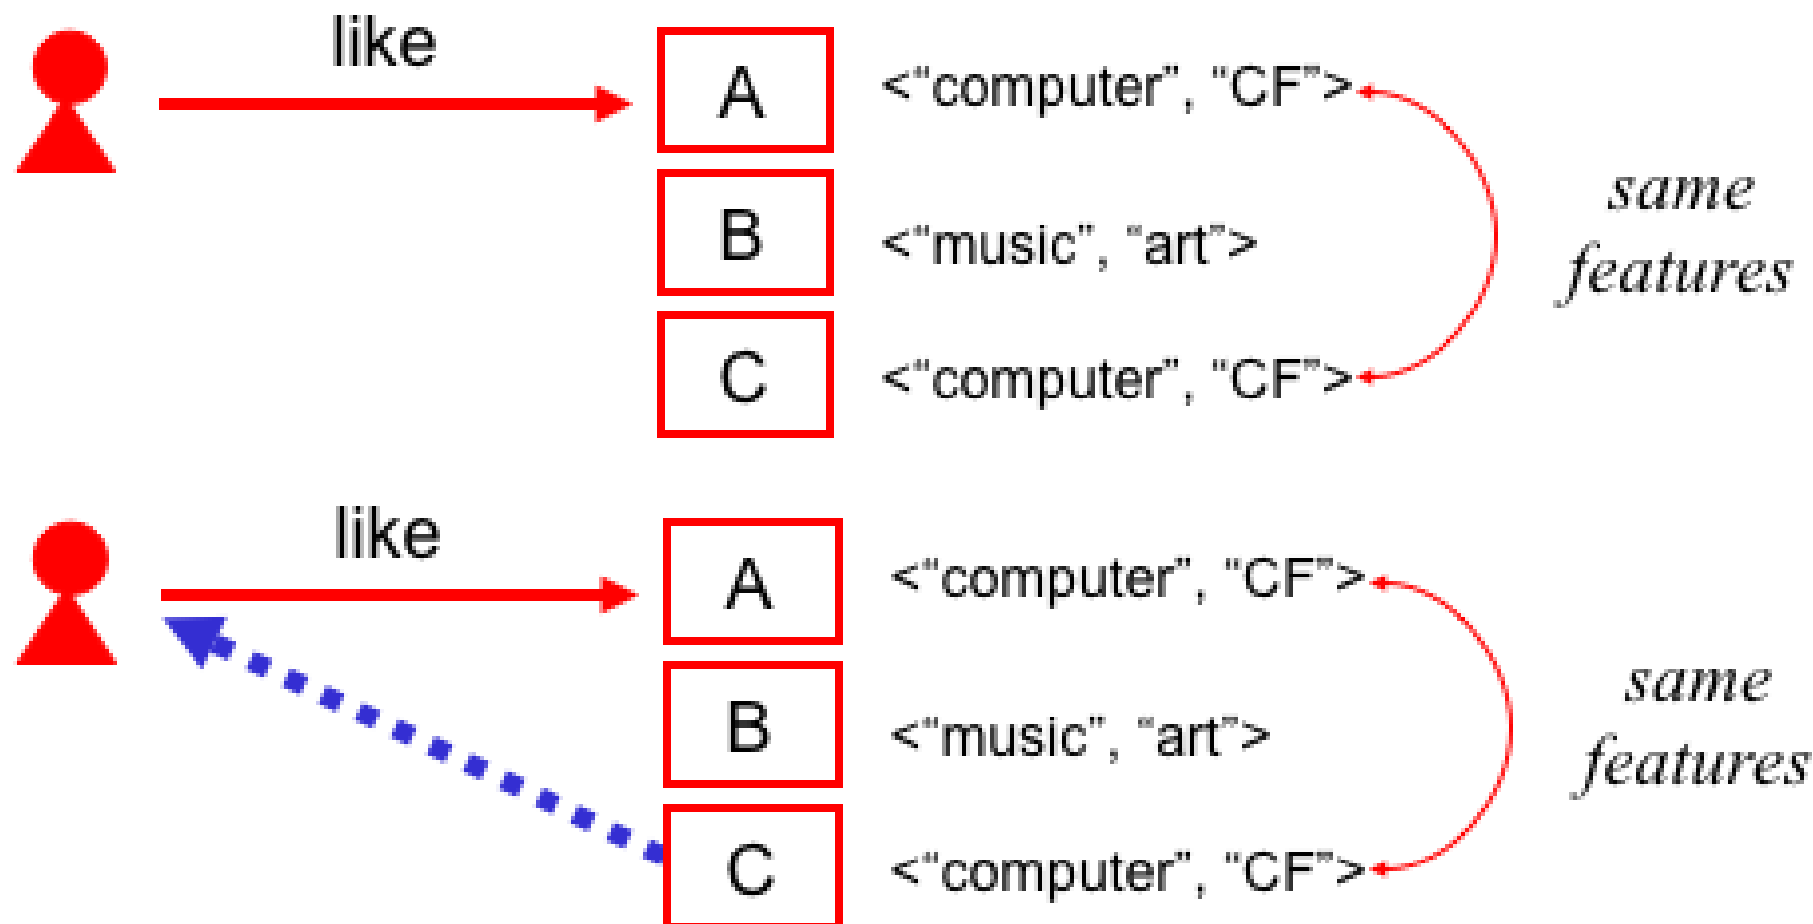 like
A <“computer”, “CF”>
B <“music”, “art”>
C <“computer”, “CF”>
same
features
like
A <“computer”, “CF”>
B <“music”, “art”>
C <“computer”, “CF”>
same
features